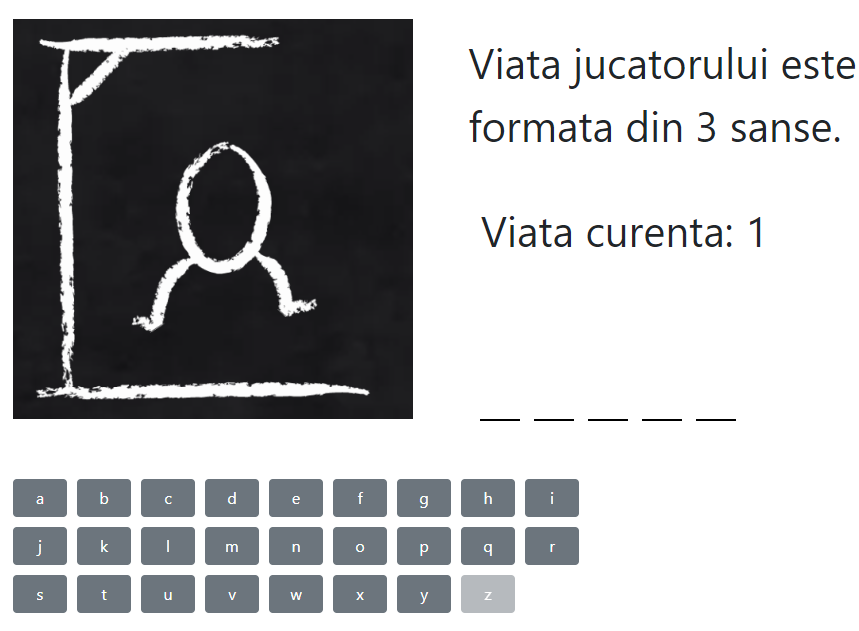 Viata jucatorului este
formata din 3 sanse.
Viata curenta: 1
a b c d e f g h i
j k l m n o p q r
s t u v w x y z